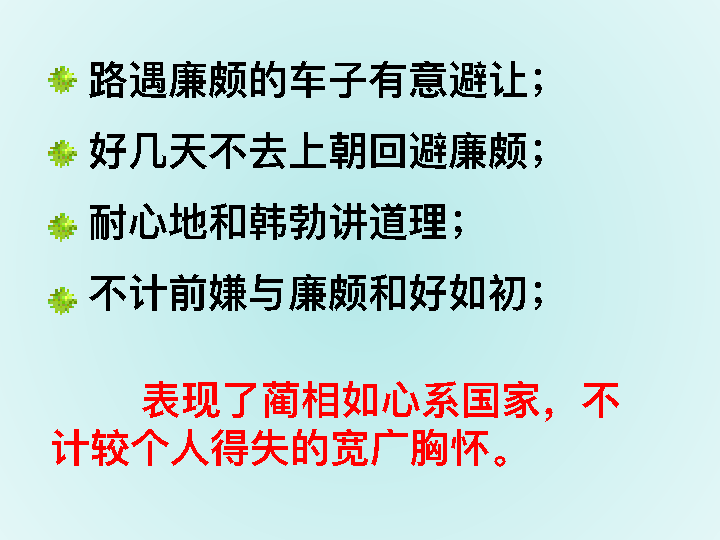 路遇廉颇的车子有意避让；
好几天不去上朝回避廉颇；
耐心地和韩勃讲道理；
不计前嫌与廉颇和好如初；
表现了蔺相如心系国家，不
计较个人得失的宽广胸怀。